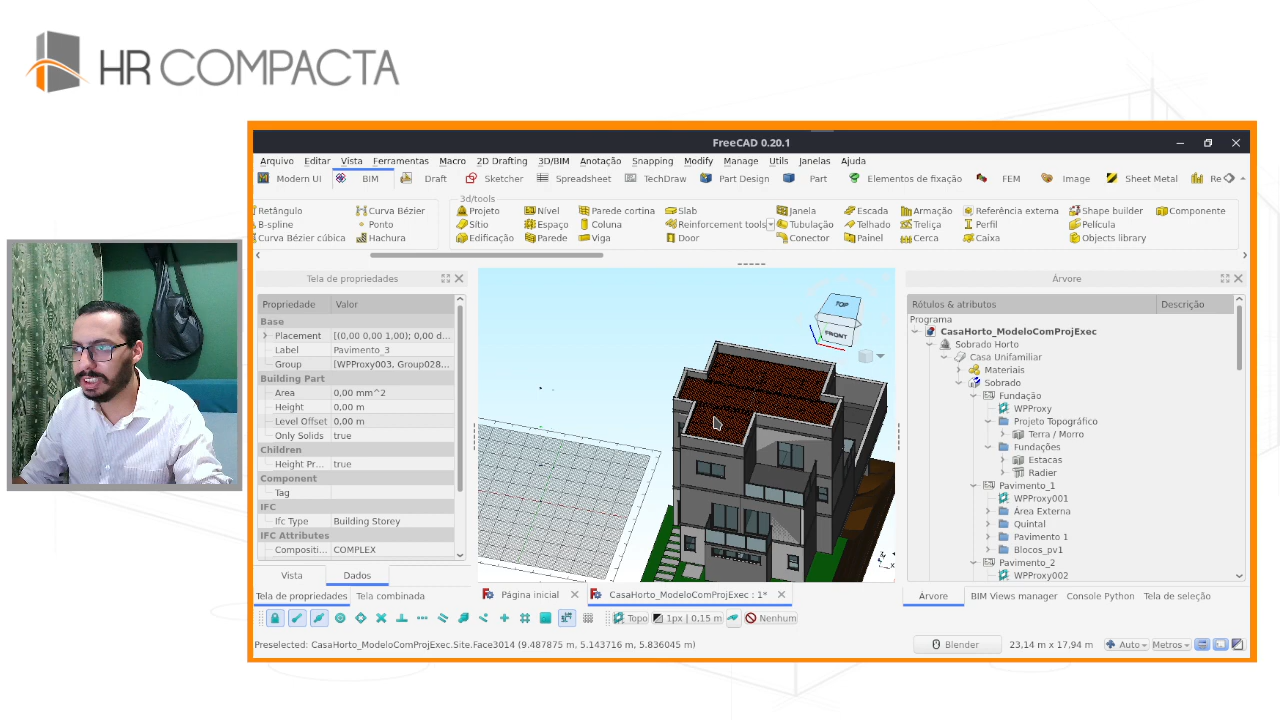 HR COMPACTA
FreeCAD 0.20.1
Arquivo Editar Vista Ferramentas Macro 2D Drafting 3D/BIM Anotação Snapping Modify Manage Utils Janelas Ajuda
Modern UI BIM Draft Sketcher Spreadsheet TechDraw Part Design Part Elementos de fixação FEM Image Sheet Metal Re
3d/tools
Retângulo Curva Bézier Projeto Nível Parede cortina Slab Janela Escada Armação Referência externa Shape builder Componente
B-spline Ponto Sítio Espaço Coluna Reinforcement tools Tubulação Telhado Treliça Perfil Película
Curva Bézier cúbica Hachura Edificação Parede Viga Door Conector Painel Cerca Caixa Objects library
Tela de propriedades
Propriedade Valor
Base
Placement [(0,00 0,00 1,00); 0,00 d...
Label Pavimento_3
Group [WPProxy003, Group028...
Building Part
Area 0,00 mm^2
Height 0,00 m
Level Offset 0,00 m
Only Solids true
Children
Height Pr... true
Component
Tag
IFC
Ifc Type Building Storey
IFC Attributes
Compositi... COMPLEX
Vista Dados
Tela de propriedades Tela combinada
TOP
FRONT
Z
X
Página inicial CasaHorto_ModeloComProjExec : 1*
Árvore
Rótulos & atributos Descrição
Programa
CasaHorto_ModeloComProjExec
Sobrado Horto
Casa Unifamiliar
Materiais
Sobrado
Fundação
WPProxy
Projeto Topográfico
Terra / Morro
Fundações
Estacas
Radier
Pavimento_1
WPProxy001
Área Externa
Quintal
Pavimento 1
Blocos_pv1
Pavimento_2
WPProxy002
Árvore BIM Views manager Console Python Tela de seleção
Topo 1px | 0,15 m Nenhum
Preselected: CasaHorto_ModeloComProjExec.Site.Face3014 (9.487875 m, 5.143716 m, 5.836045 m) Blender 23,14 m x 17,94 m Auto Metros